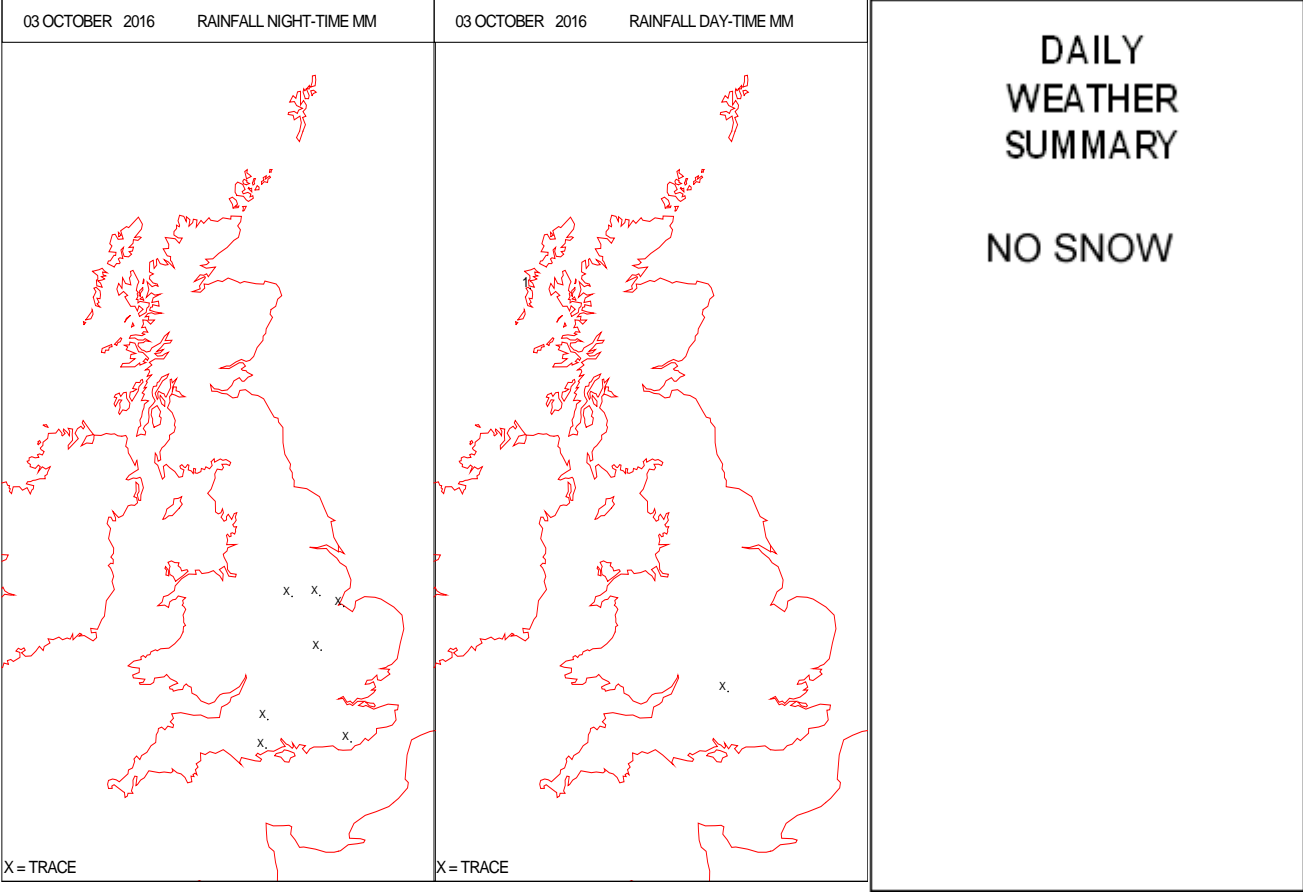 03 OCTOBER 2016 RAINFALL NIGHT-TIME MM
X.
X.
X.
X.
X.
X.
X.
X = TRACE
03 OCTOBER 2016 RAINFALL DAY-TIME MM
1.
X.
X = TRACE
DAILY
WEATHER
SUMMARY
NO SNOW